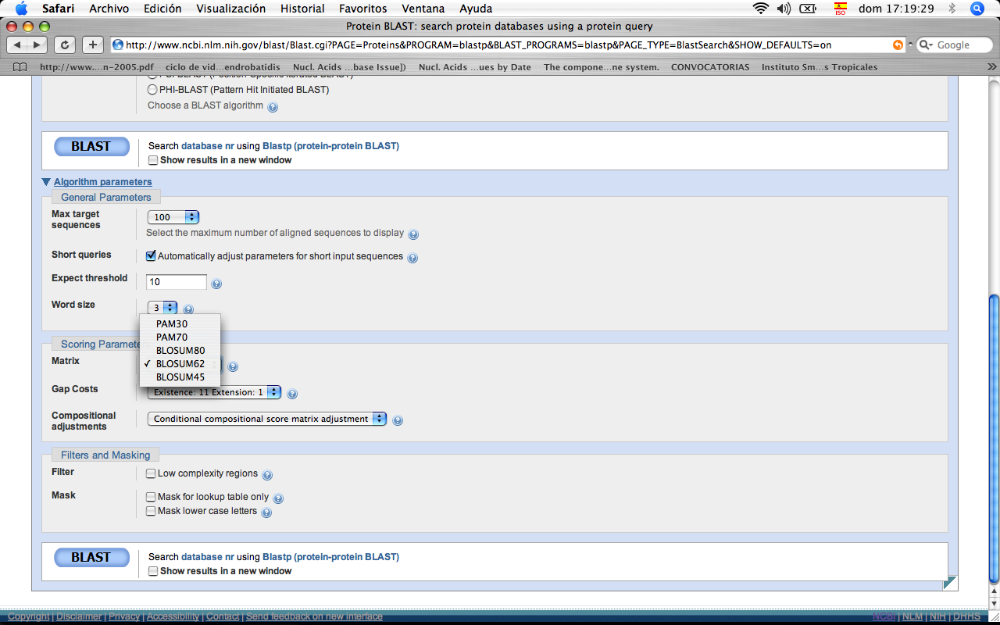 Safari Archivo Edición Visualización Historial Favoritos Ventana Ayuda ISO dom 17:19:29
Protein BLAST: search protein databases using a protein query
http://www.ncbi.nlm.nih.gov/blast/Blast.cgi?PAGE=Proteins&PROGRAM=blastp&BLAST_PROGRAMS=blastp&PAGE_TYPE=BlastSearch&SHOW_DEFAULTS=on Google
http://www....n-2005.pdf ciclo de vid...endrobatidis Nucl. Acids ...base Issue]) Nucl. Acids ...ues by Date The compone...ne system. CONVOCATORIAS Instituto Sm...s Tropicales
PSI-BLAST (Position-Specific Iterated BLAST)
PHI-BLAST (Pattern Hit Initiated BLAST)
Choose a BLAST algorithm
BLAST Search database nr using Blastp (protein-protein BLAST)
Show results in a new window
Algorithm parameters
General Parameters
Max target sequences 100
Select the maximum number of aligned sequences to display
Short queries Automatically adjust parameters for short input sequences
Expect threshold 10
Word size 3
PAM30
PAM70
BLOSUM80
BLOSUM62
BLOSUM45
Scoring Paramete
Matrix
Gap Costs Existence: 11 Extension: 1
Compositional adjustments Conditional compositional score matrix adjustment
Filters and Masking
Filter Low complexity regions
Mask Mask for lookup table only
Mask lower case letters
BLAST Search database nr using Blastp (protein-protein BLAST)
Show results in a new window
Copyright | Disclaimer | Privacy | Accessibility | Contact | Send feedback on new interface NCBI | NLM | NIH | DHHS